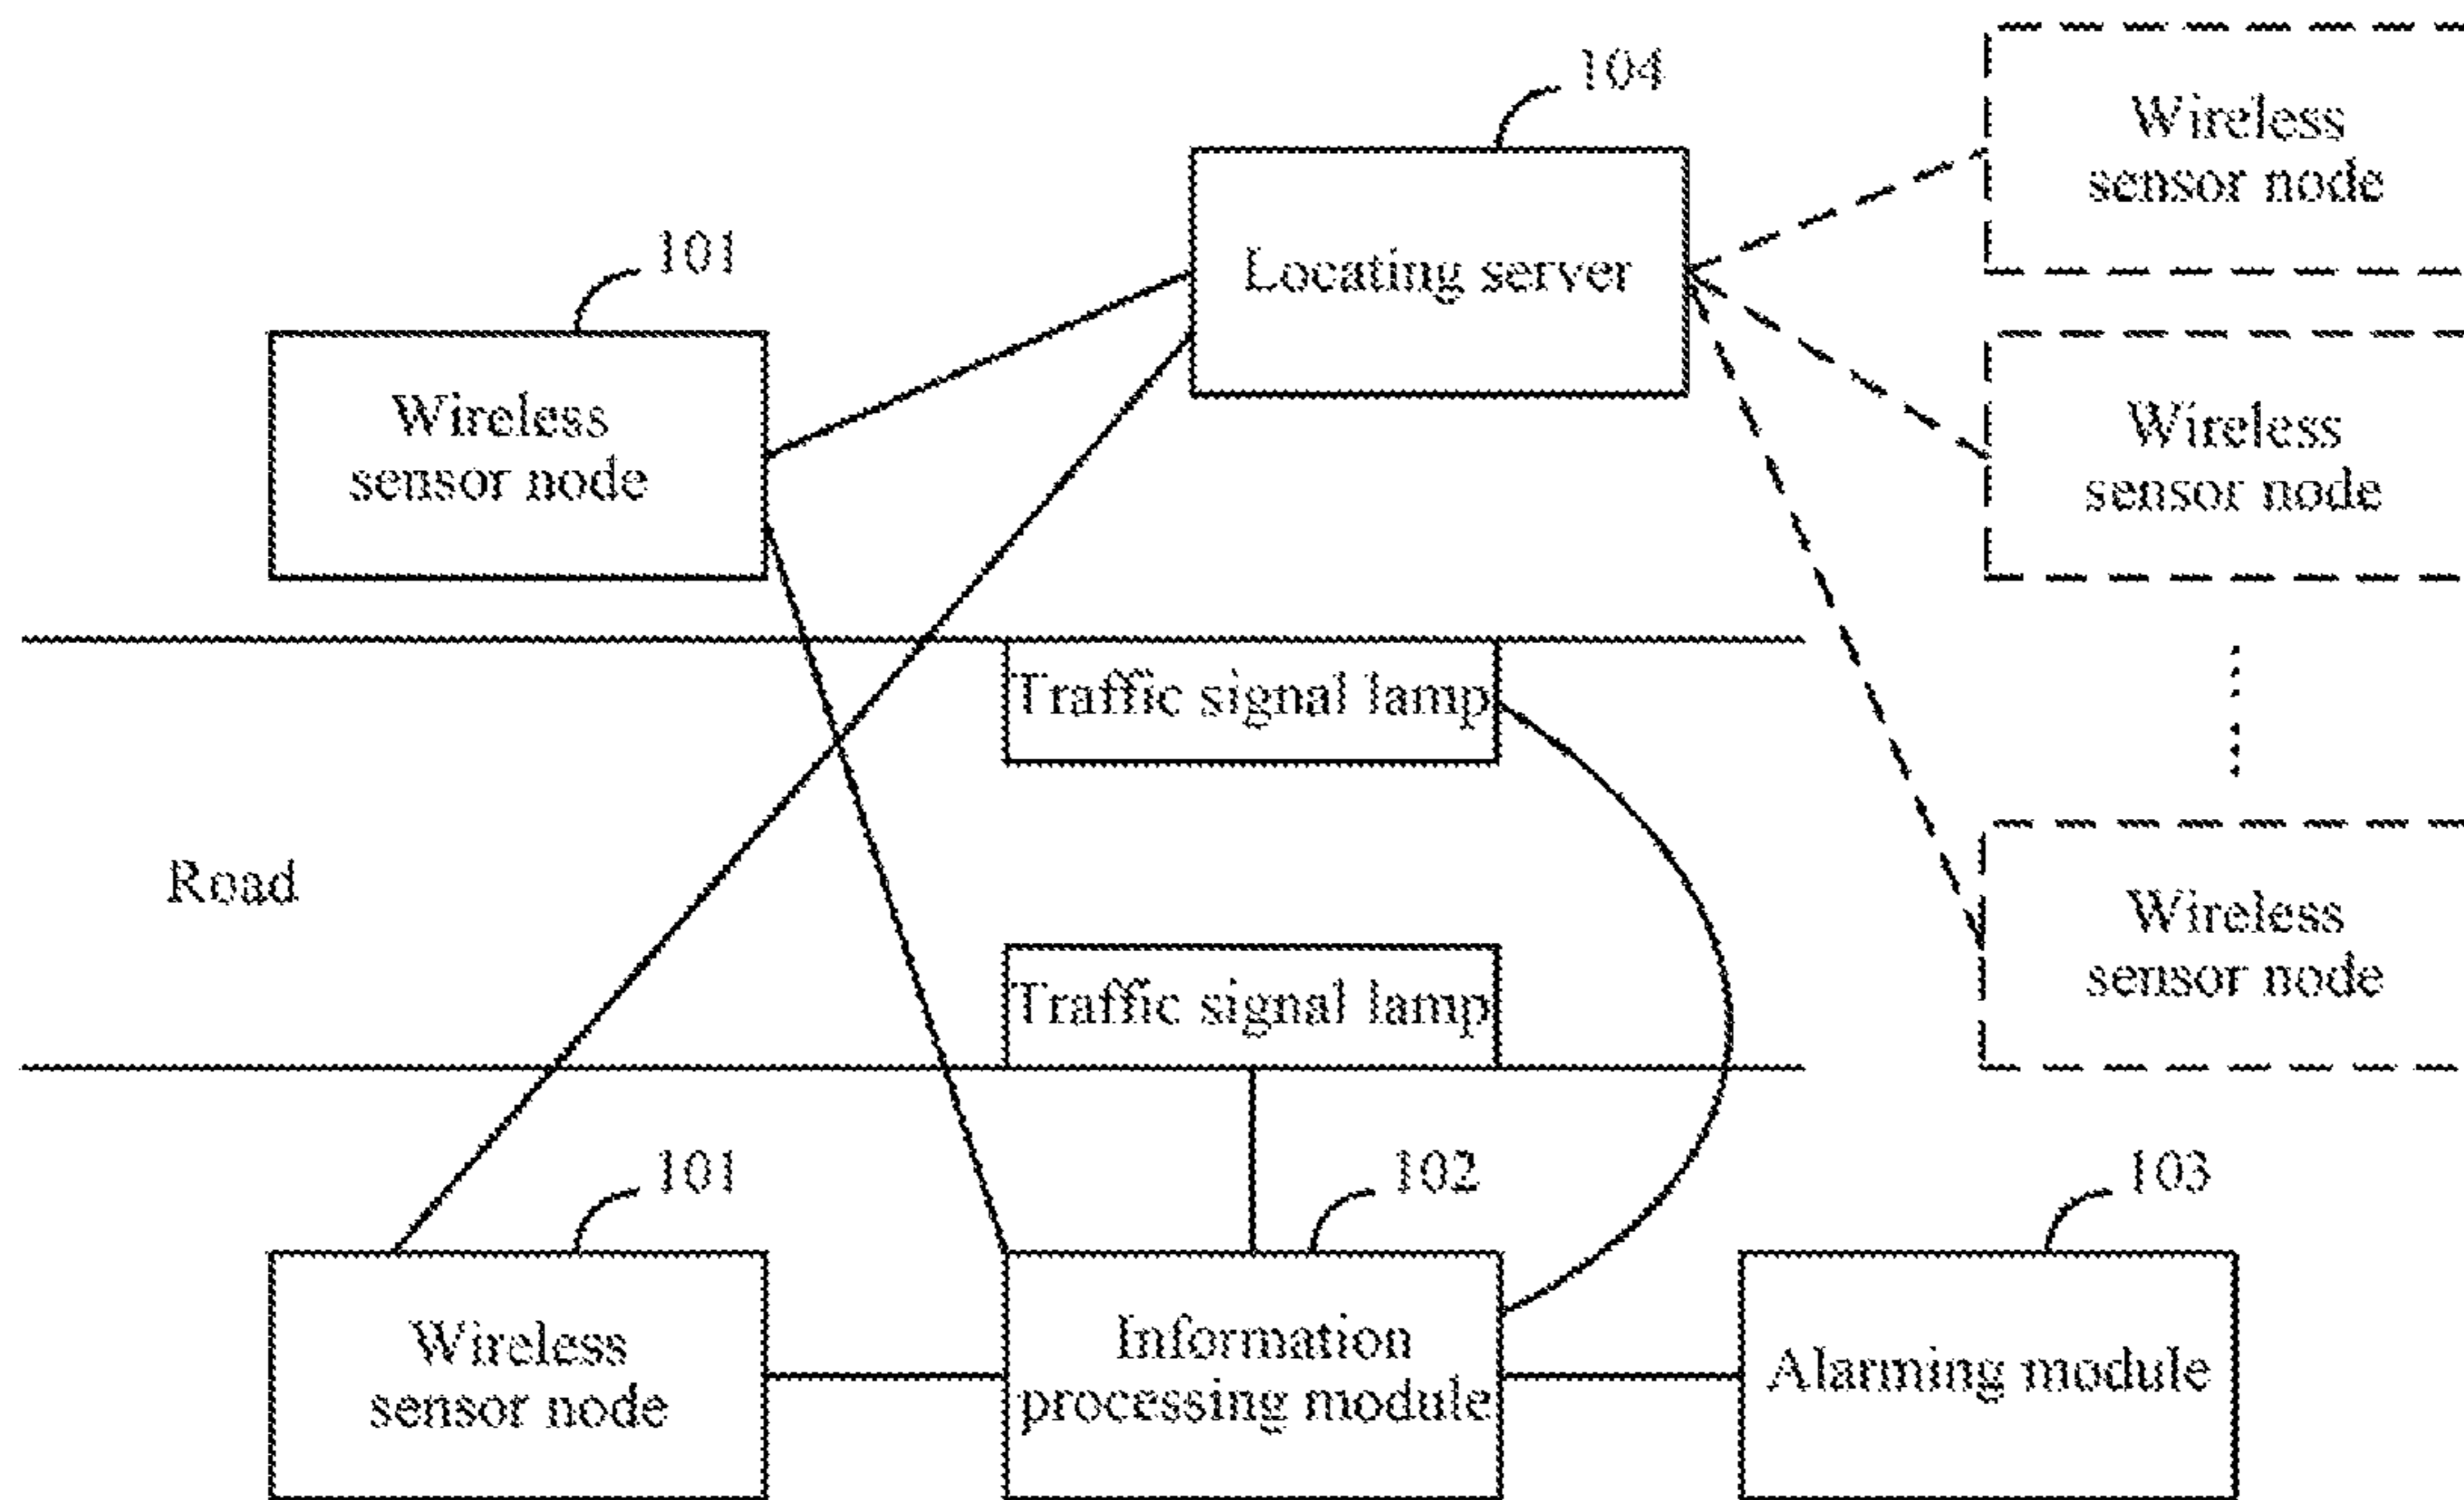 104
Wireless
sensor node
101
Locating server
Wireless
sensor node
Wireless
sensor node
Traffic signal lamp
Road
Wireless
sensor node
Traffic signal lamp
101
102
103
Wireless
sensor node
Information
processing module
Alarming module